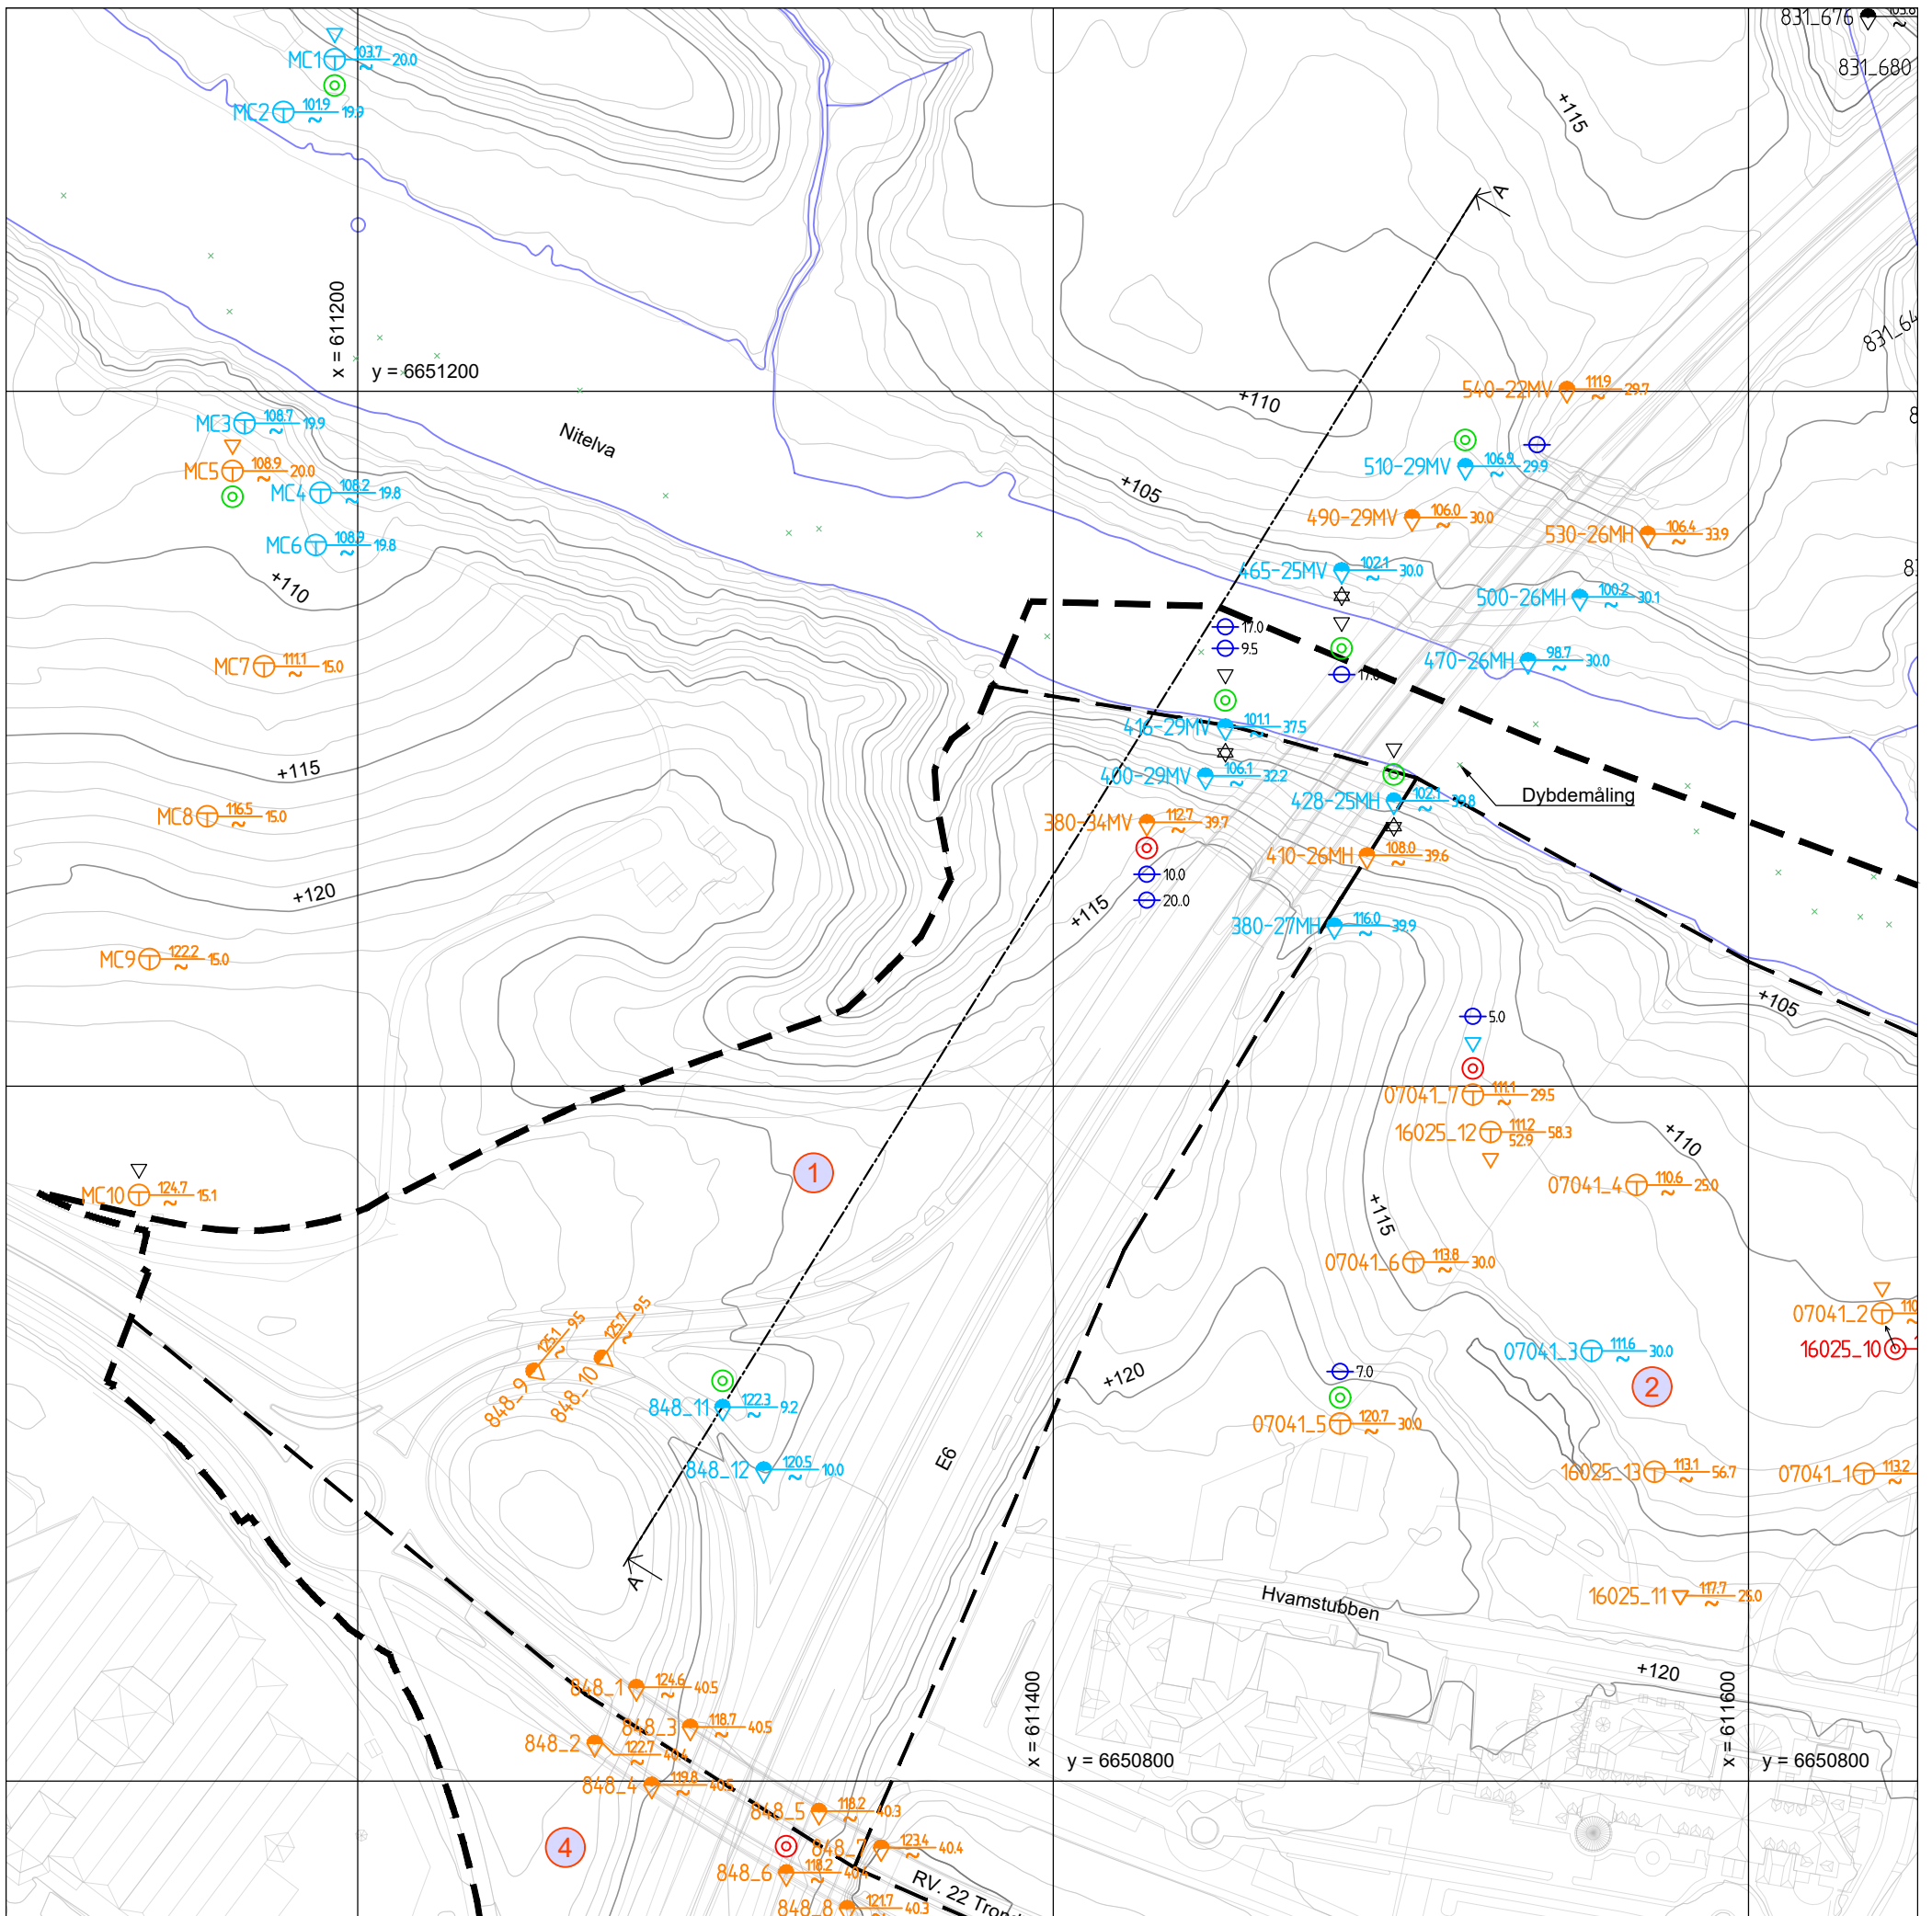 831_676
831_680
MC1 103.7 20.0
MC2 101.9 19.9
+115
A
x = 611200
y = 6651200
+110
540-22MV 111.9 29.7
MC3 108.7 19.9
Nitelva
MC5 108.9 20.0
510-29MV 106.9 29.9
MC4 108.2 19.8
+105
490-29MV 106.0 30.0
530-26MH 106.4 33.9
MC6 108.9 19.8
465-25MV 102.1 30.0
+110
500-26MH 100.2 30.1
17.0
9.5
MC7 111.1 15.0
470-26MH 98.7 30.0
17.0
416-29MV 101.1 37.5
+115
400-29MV 106.1 32.2
Dybdemåling
428-25MH 102.1 39.8
MC8 116.5 15.0
380-34MV 112.7 39.7
410-26MH 108.0 39.6
10.0
+120
20.0
+115
380-27MH 116.0 39.9
MC9 122.2 15.0
+105
5.0
07041_7 111.1 29.5
16025_12 111.2 52.9 58.3
+110
1
07041_4 110.6 25.0
MC10 124.7 15.1
+115
07041_6 113.8 30.0
07041_2
848_9 125.1 9.5
848_10 125.7 9.5
07041_3 111.6 30.0
16025_10
+120
7.0
2
848_11 122.3 9.2
07041_5 120.7 30.0
E6
848_12 120.5 10.0
16025_13 113.1 56.7
07041_1 113.2
A
Hvamstubben
16025_11 117.7 25.0
+120
848_1 124.6 40.5
x = 611400
x = 611600
848_3 118.7 40.5
848_2 122.7 40.4
y = 6650800
y = 6650800
848_4 119.8 40.5
848_5 118.2 40.3
4
848_7 123.4 40.4
848_6 118.2 40.4
RV. 22
848_8 121.7 40.3